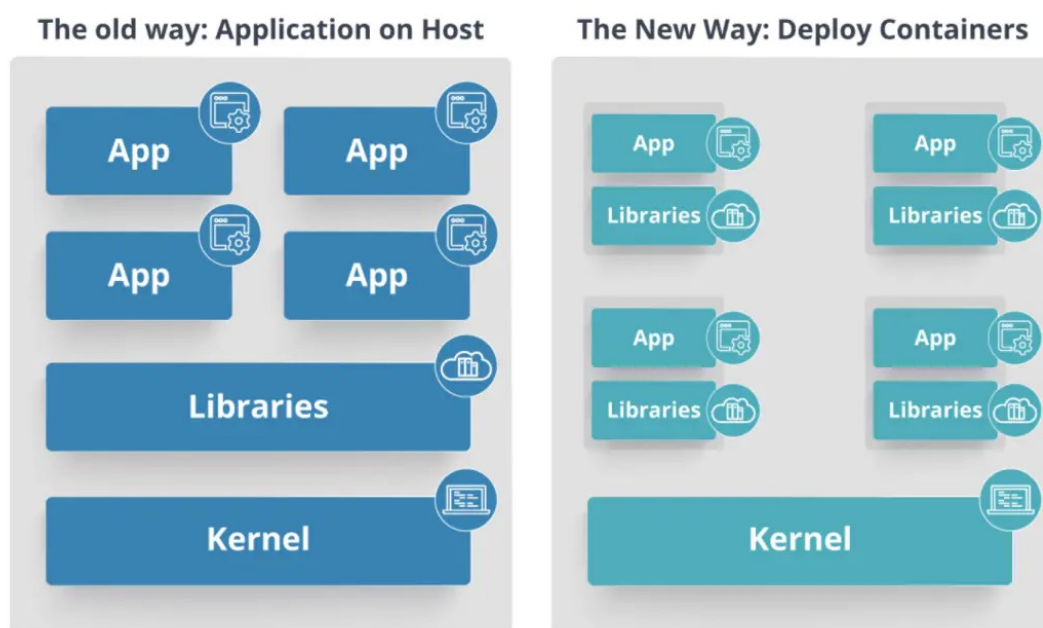 The old way: Application on Host
App
App
App
App
Libraries
Kernel
The New Way: Deploy Containers
App
Libraries
App
Libraries
App
Libraries
App
Libraries
Kernel